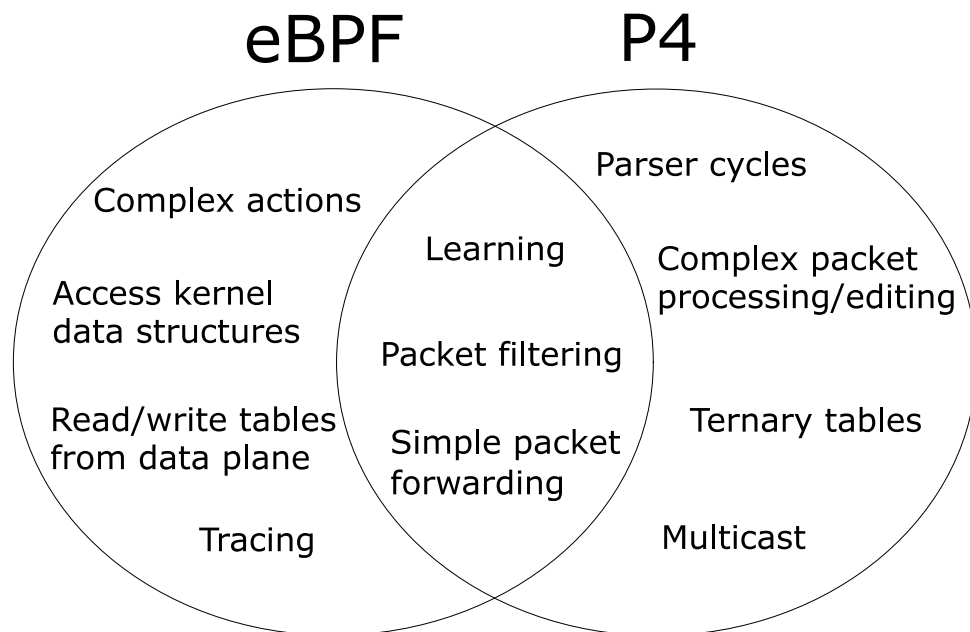 eBPF
P4
Complex actions
Access kernel
data structures
Read/write tables
from data plane
Tracing
Learning
Packet filtering
Simple packet
forwarding
Parser cycles
Complex packet
processing/editing
Ternary tables
Multicast